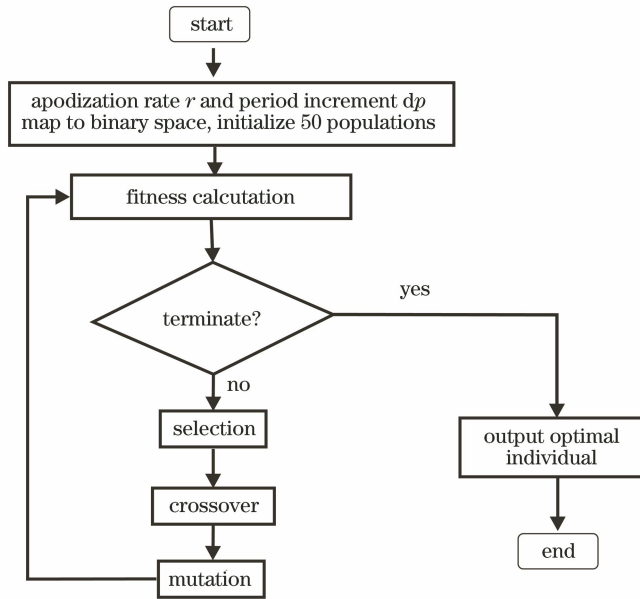 start
apodization rate r and period increment dp
map to binary space, initialize 50 populations
fitness calcutation
terminate?
yes
no
selection
output optimal
individual
crossover
end
mutation